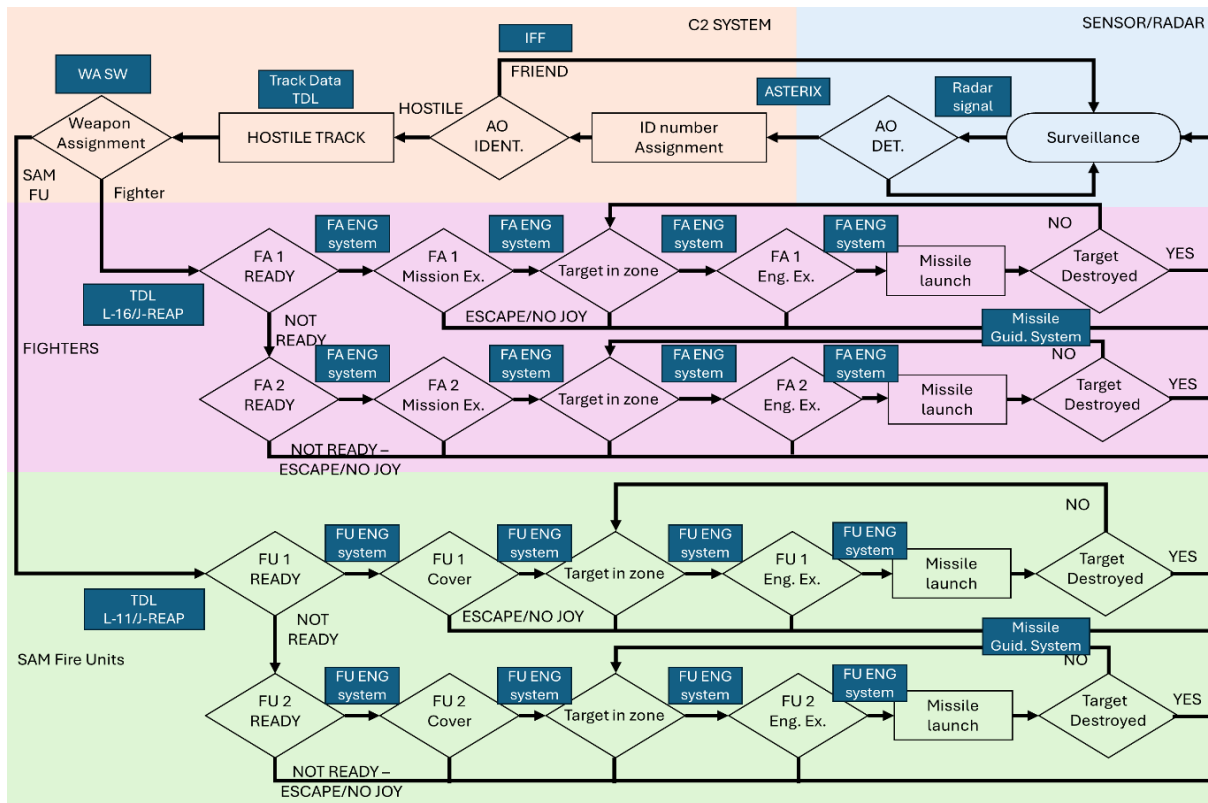 C2 SYSTEM
SENSOR/RADAR
IFF
FRIEND
WA SW
Track Data
TDL
HOSTILE
ASTERIX
Radar
signal
Weapon
Assignment
HOSTILE TRACK
AO
IDENT.
ID number
Assignment
AO
DET.
Surveillance
SAM
FU
Fighter
FA ENG
system
FA ENG
system
FA ENG
system
FA ENG
system
NO
FA 1
READY
FA 1
Mission Ex.
Target in zone
FA 1
Eng. Ex.
Missile
launch
Target
Destroyed
YES
TDL
L-16/J-REAP
NOT
READY
ESCAPE/NO JOY
Missile
Guid. System
FIGHTERS
FA ENG
system
FA ENG
system
FA ENG
system
FA ENG
system
NO
FA 2
READY
FA 2
Mission Ex.
Target in zone
FA 2
Eng. Ex.
Missile
launch
Target
Destroyed
YES
NOT READY –
ESCAPE/NO JOY
NO
FU ENG
system
FU ENG
system
FU ENG
system
FU ENG
system
FU 1
READY
FU 1
Cover
Target in zone
FU 1
Eng. Ex.
Missile
launch
Target
Destroyed
YES
TDL
L-11/J-REAP
NOT
READY
ESCAPE/NO JOY
Missile
Guid. System
SAM Fire Units
FU ENG
system
FU ENG
system
FU ENG
system
FU ENG
system
NO
FU 2
READY
FU 2
Cover
Target in zone
FU 2
Eng. Ex.
Missile
launch
Target
Destroyed
YES
NOT READY –
ESCAPE/NO JOY